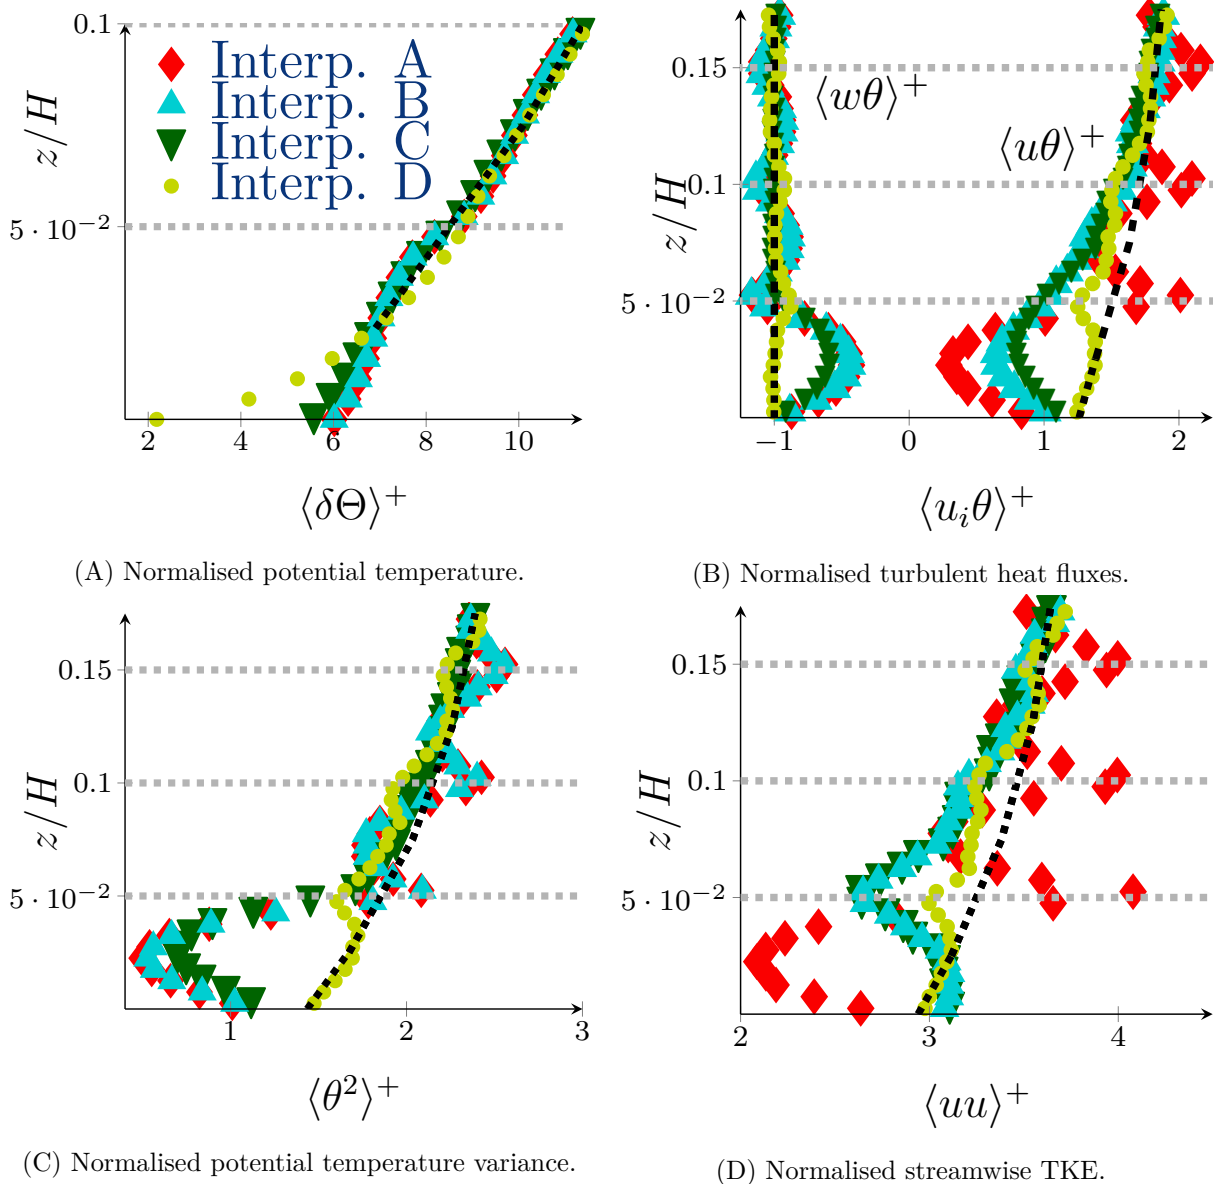 0.1
z/H
5 · 10⁻²
Interp. A
Interp. B
Interp. C
Interp. D
2 4 6 8 10
⟨δΘ⟩⁺
(A) Normalised potential temperature.
0.15
0.1
z/H
5 · 10⁻²
⟨wθ⟩⁺
⟨uθ⟩⁺
−1 0 1 2
⟨uᵢθ⟩⁺
(B) Normalised turbulent heat fluxes.
0.15
0.1
z/H
5 · 10⁻²
1 2 3
⟨θ²⟩⁺
(C) Normalised potential temperature variance.
0.15
0.1
z/H
5 · 10⁻²
2 3 4
⟨uu⟩⁺
(D) Normalised streamwise TKE.